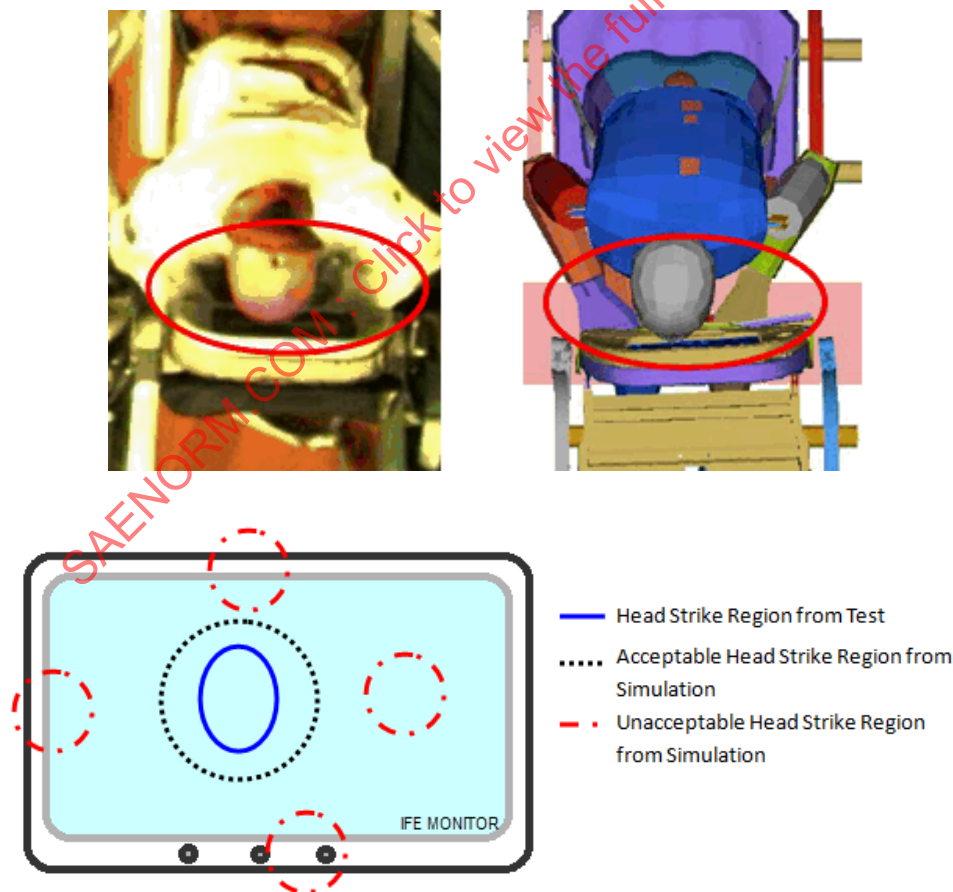 SAENORM.COM : Click to view the full
Head Strike Region from Test
Acceptable Head Strike Region from
Simulation
Unacceptable Head Strike Region
from Simulation
IFE MONITOR